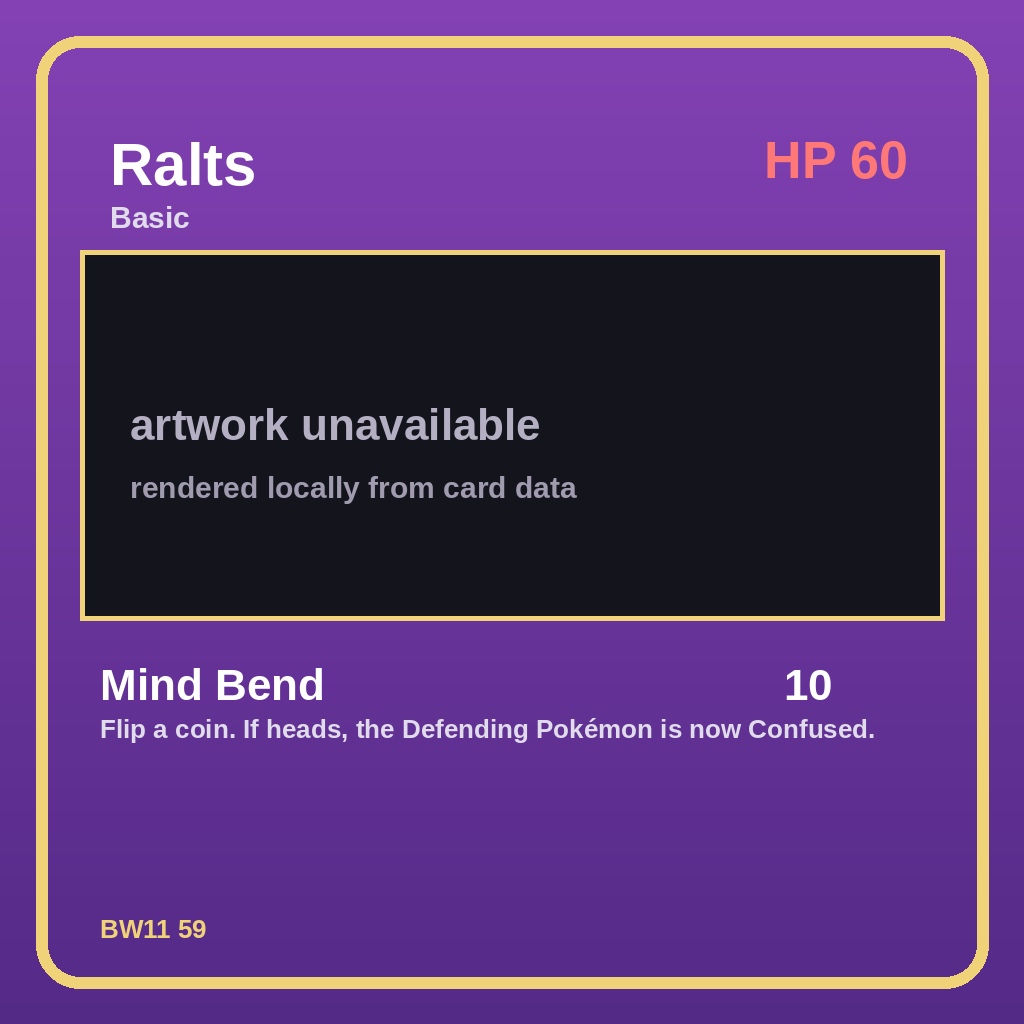 Ralts
HP 60
Basic
artwork unavailable
rendered locally from card data
Mind Bend
10
Flip a coin. If heads, the Defending Pokémon is now Confused.
BW11 59